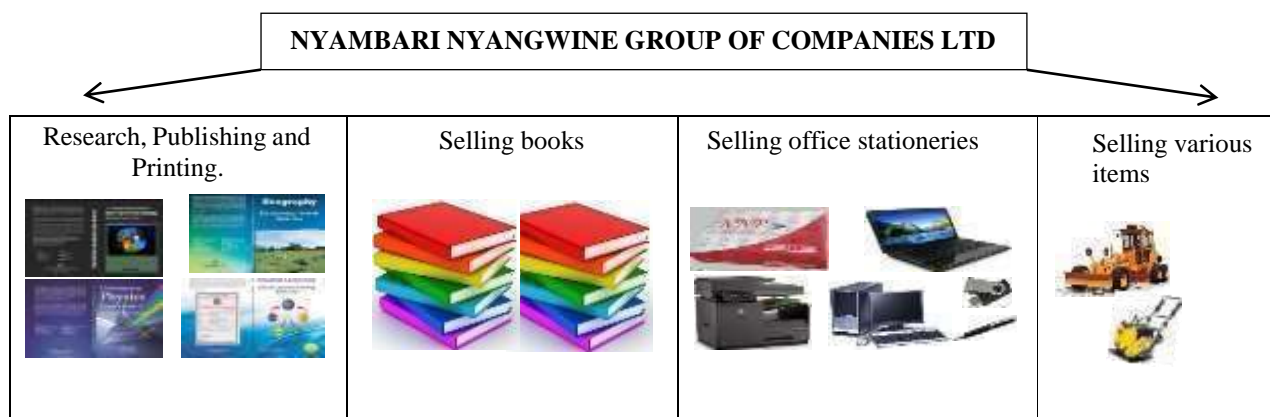 NYAMBARI NYANGWINE GROUP OF COMPANIES LTD
Research, Publishing and
Printing.
Selling books
Selling office stationeries
Selling various
items
Geography
Physics